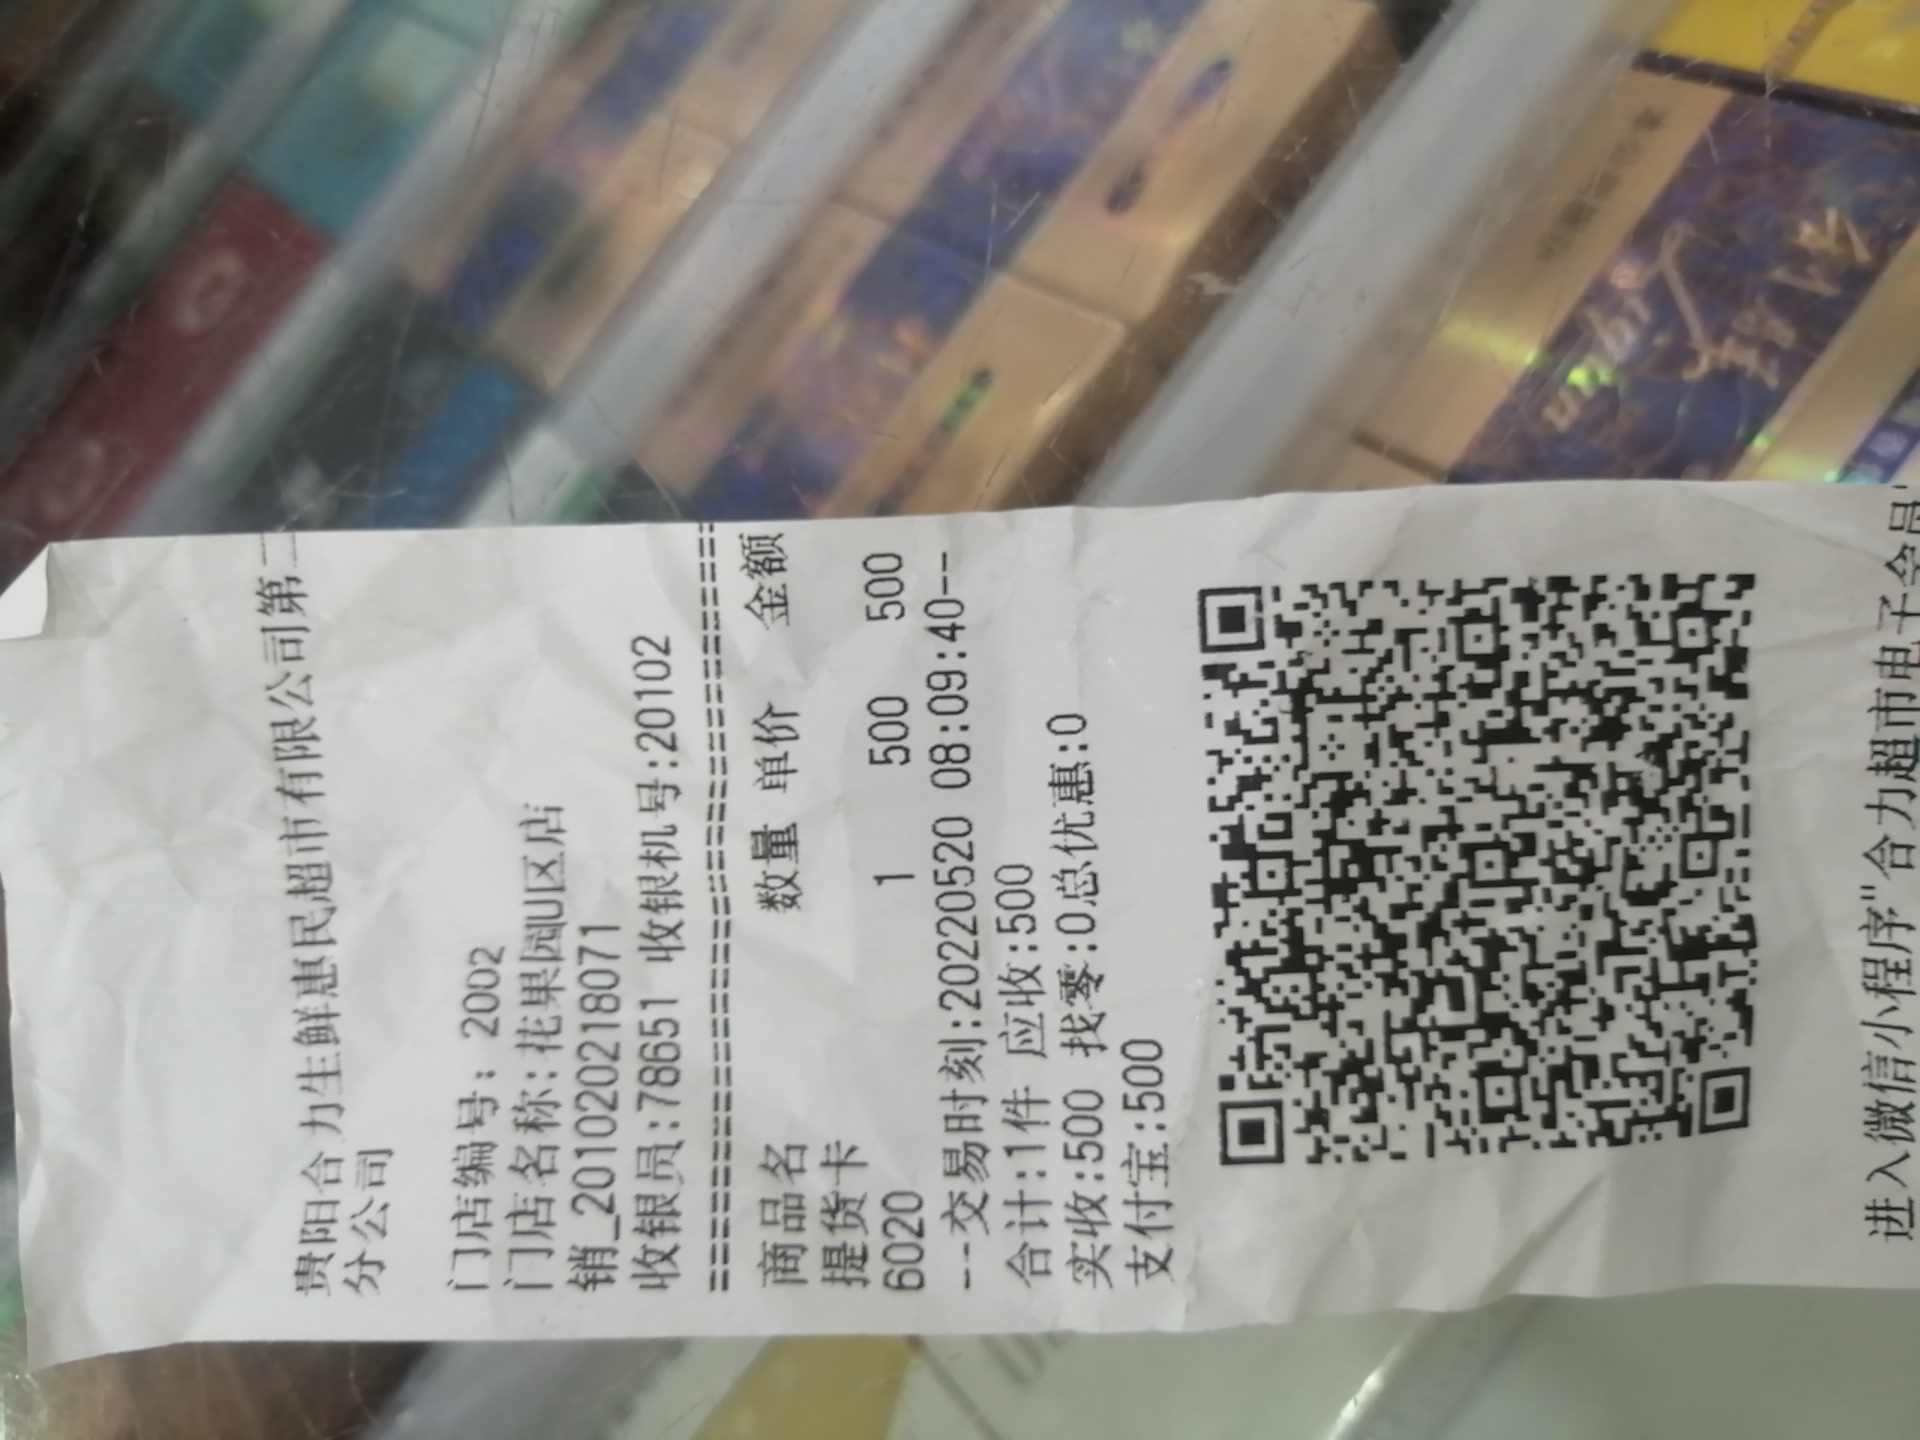 贵阳合力生鲜惠民超市有限公司第二
分公司
门店编号: 2002
门店名称:花果园U区店
销_2010202218071
收银员:78651 收银机号:20102
商品名 数量 单价 金额
提货卡
6020 1 500 500
--交易时刻:20220520 08:09:40--
合计:1件 应收:500
实收:500 找零:0总优惠:0
支付宝:500
进入微信小程序"合力超市电子会员